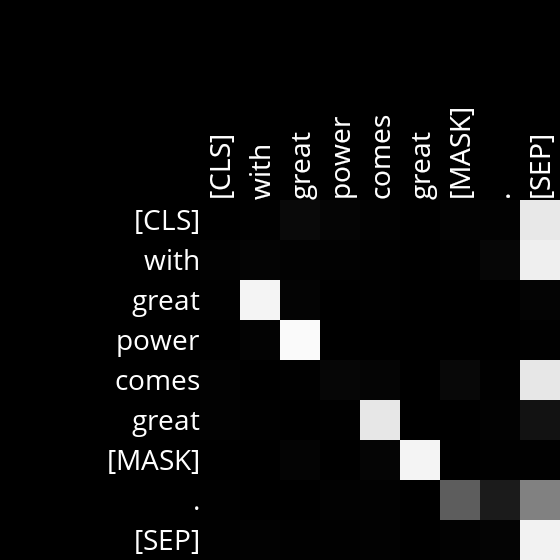 [CLS]
with
great
power
comes
great
[MASK]
.
[SEP]
[CLS]
with
great
power
comes
great
[MASK]
.
[SEP]